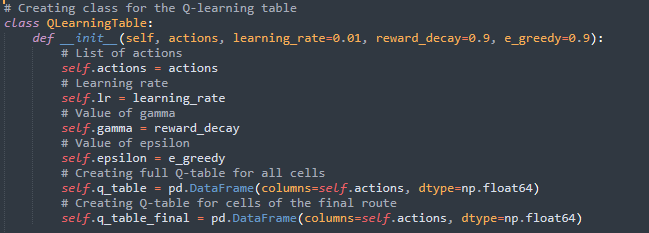 # Creating class for the Q-learning table
class QLearningTable:
    def __init__(self, actions, learning_rate=0.01, reward_decay=0.9, e_greedy=0.9):
        # List of actions
        self.actions = actions
        # Learning rate
        self.lr = learning_rate
        # Value of gamma
        self.gamma = reward_decay
        # Value of epsilon
        self.epsilon = e_greedy
        # Creating full Q-table for all cells
        self.q_table = pd.DataFrame(columns=self.actions, dtype=np.float64)
        # Creating Q-table for cells of the final route
        self.q_table_final = pd.DataFrame(columns=self.actions, dtype=np.float64)